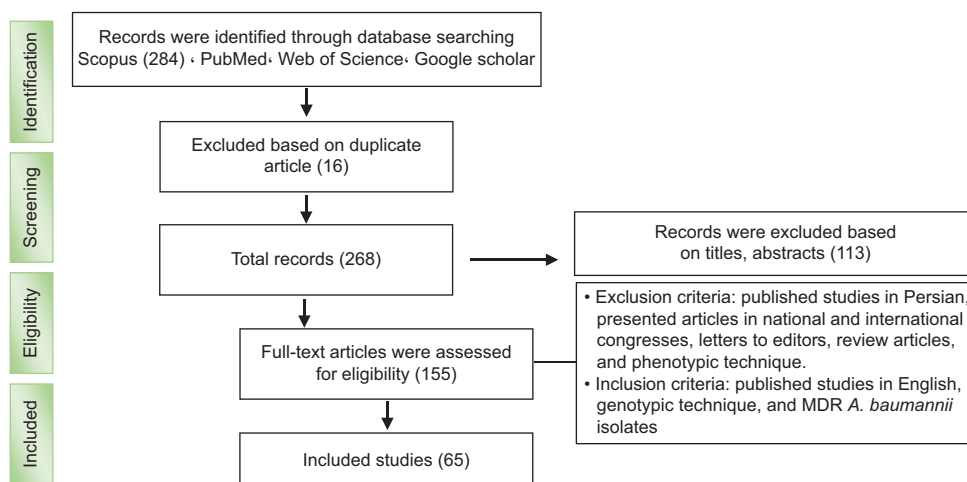 Identification
Screening
Eligibility
Included
Records were identified through database searching
Scopus (284) ، PubMed، Web of Science، Google scholar
Excluded based on duplicate
article (16)
Total records (268)
Records were excluded based
on titles, abstracts (113)
Full-text articles were assessed
for eligibility (155)
• Exclusion criteria: published studies in Persian,
presented articles in national and international
congresses, letters to editors, review articles,
and phenotypic technique.
• Inclusion criteria: published studies in English,
genotypic technique, and MDR A. baumannii
isolates
Included studies (65)